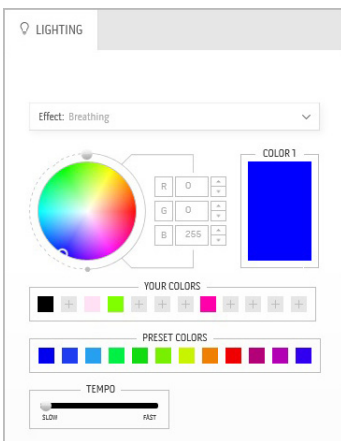 LIGHTING
Effect: Breathing
COLOR 1
R 0
G 0
B 255
YOUR COLORS
PRESET COLORS
TEMPO
SLOW FAST